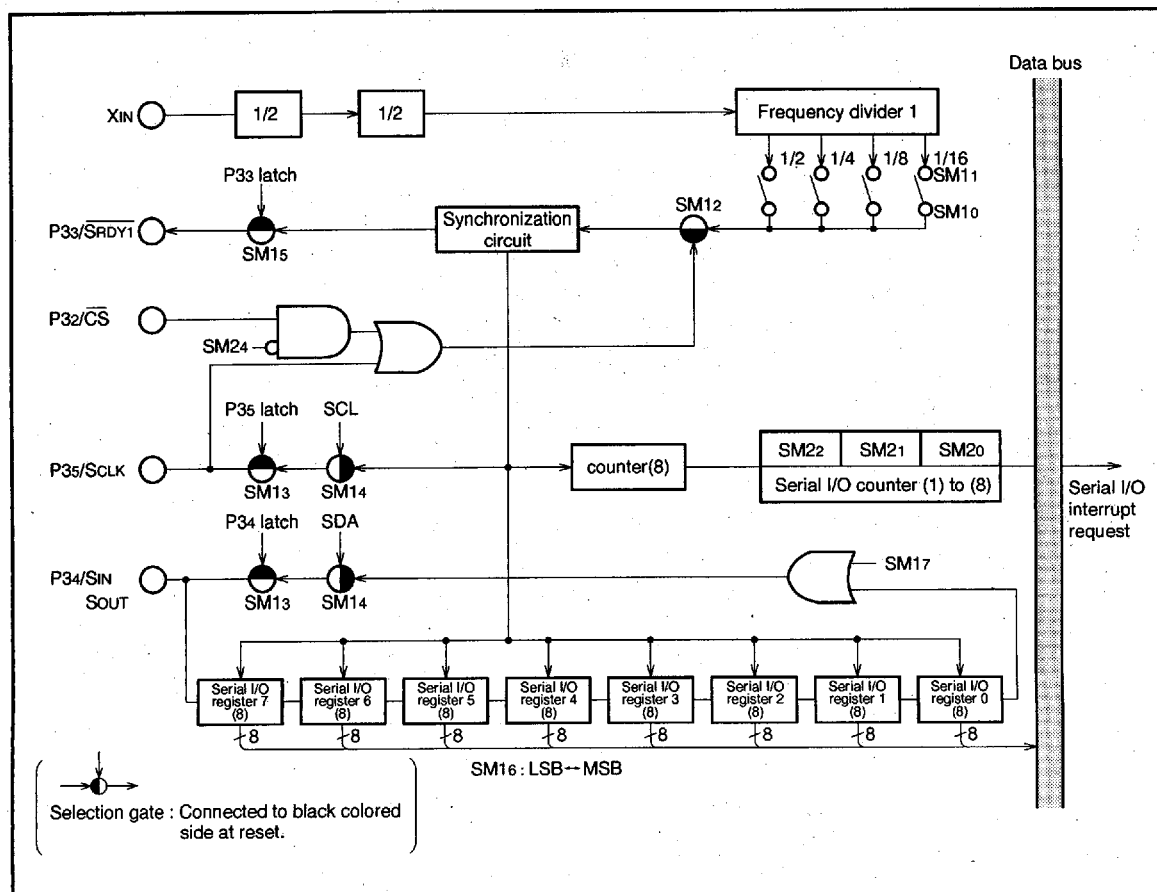 Data bus
XIN
1/2
1/2
Frequency divider 1
1/2
1/4
1/8
1/16
SM11
SM10
P33 latch
SM12
P33/SRDY1
SM15
Synchronization
circuit
P32/CS
SM24
P35 latch
SCL
P35/SCLK
SM13
SM14
counter(8)
SM22
SM21
SM20
Serial I/O counter (1) to (8)
Serial I/O
interrupt
request
P34 latch
SDA
P34/SIN
SOUT
SM13
SM14
SM17
Serial I/O
register 7
(8)
Serial I/O
register 6
(8)
Serial I/O
register 5
(8)
Serial I/O
register 4
(8)
Serial I/O
register 3
(8)
Serial I/O
register 2
(8)
Serial I/O
register 1
(8)
Serial I/O
register 0
(8)
8
8
8
8
8
8
8
8
SM16 : LSB↔MSB
Selection gate : Connected to black colored
side at reset.